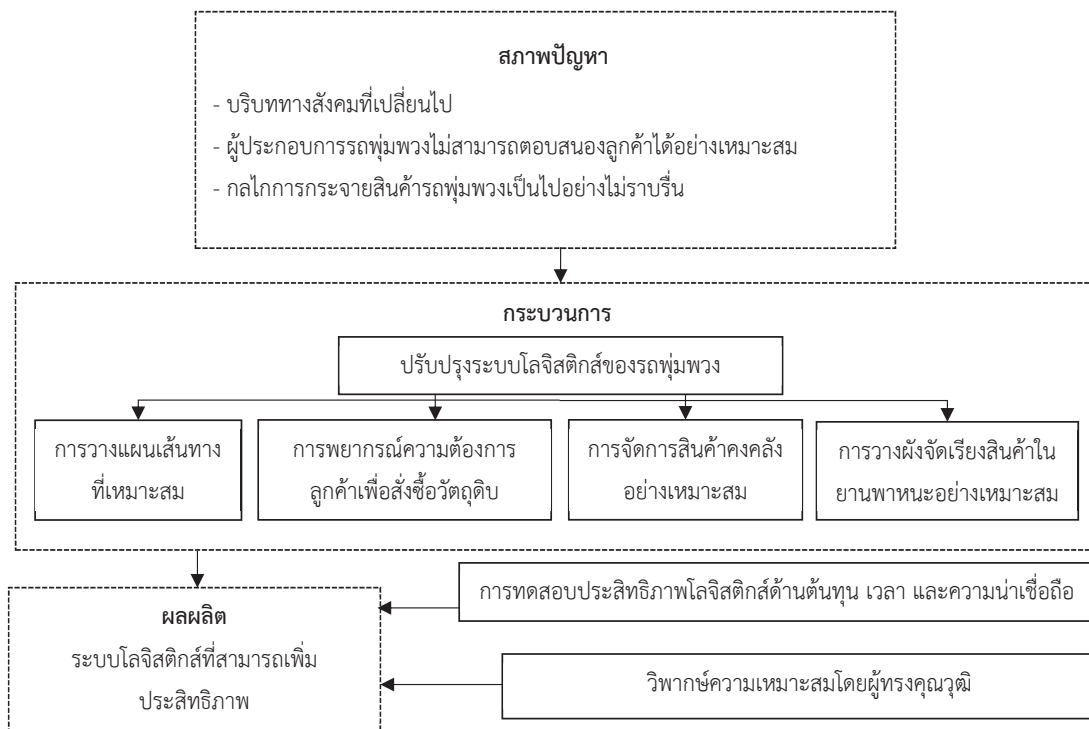 สภาพปัญหา
- บริบททางสังคมที่เปลี่ยนไป
- ผู้ประกอบการรถพุ่มพวงไม่สามารถตอบสนองลูกค้าได้อย่างเหมาะสม
- กลไกการกระจายสินค้ารถพุ่มพวงเป็นไปอย่างไม่ราบรื่น
กระบวนการ
ปรับปรุงระบบโลจิสติกส์ของรถพุ่มพวง
การวางแผนเส้นทาง
ที่เหมาะสม
การพยากรณ์ความต้องการ
ลูกค้าเพื่อสั่งซื้อวัตถุดิบ
การจัดการสินค้าคงคลัง
อย่างเหมาะสม
การวางผังจัดเรียงสินค้าใน
ยานพาหนะอย่างเหมาะสม
การทดสอบประสิทธิภาพโลจิสติกส์ด้านต้นทุน เวลา และความน่าเชื่อถือ
ผลผลิต
ระบบโลจิสติกส์ที่สามารถเพิ่ม
ประสิทธิภาพ
วิพากษ์ความเหมาะสมโดยผู้ทรงคุณวุฒิ